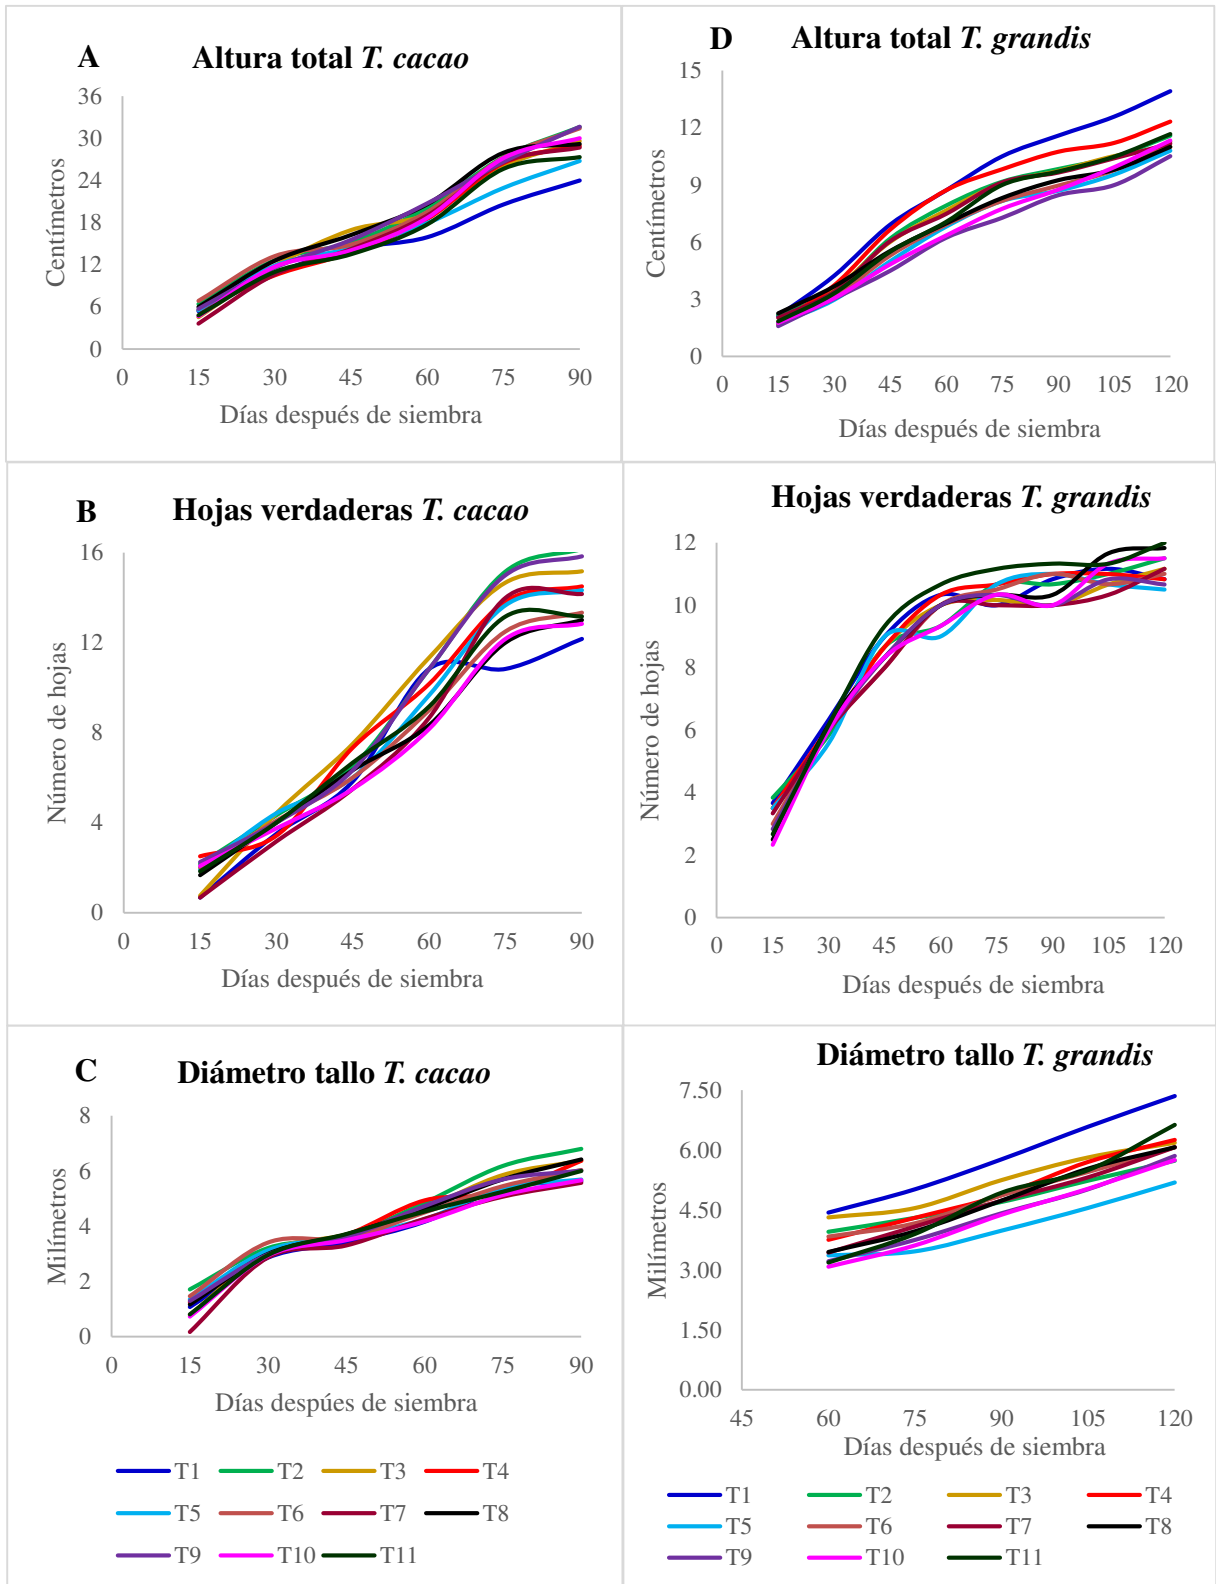 A
Altura total T. cacao
Centímetros
36
30
24
18
12
6
0
0 15 30 45 60 75 90
Días después de siembra
D
Altura total T. grandis
Centímetros
15
12
9
6
3
0
0 15 30 45 60 75 90 105 120
Días después de siembra
B
Hojas verdaderas T. cacao
Número de hojas
16
12
8
4
0
0 15 30 45 60 75 90
Días después de siembra
Hojas verdaderas T. grandis
Número de hojas
12
10
8
6
4
2
0
0 15 30 45 60 75 90 105 120
Días después de siembra
C
Diámetro tallo T. cacao
Milímetros
8
6
4
2
0
0 15 30 45 60 75 90
Días despúes de siembra
T1 T2 T3 T4
T5 T6 T7 T8
T9 T10 T11
Diámetro tallo T. grandis
Milímetros
7.50
6.00
4.50
3.00
1.50
0.00
45 60 75 90 105 120
Días después de siembra
T1 T2 T3 T4
T5 T6 T7 T8
T9 T10 T11